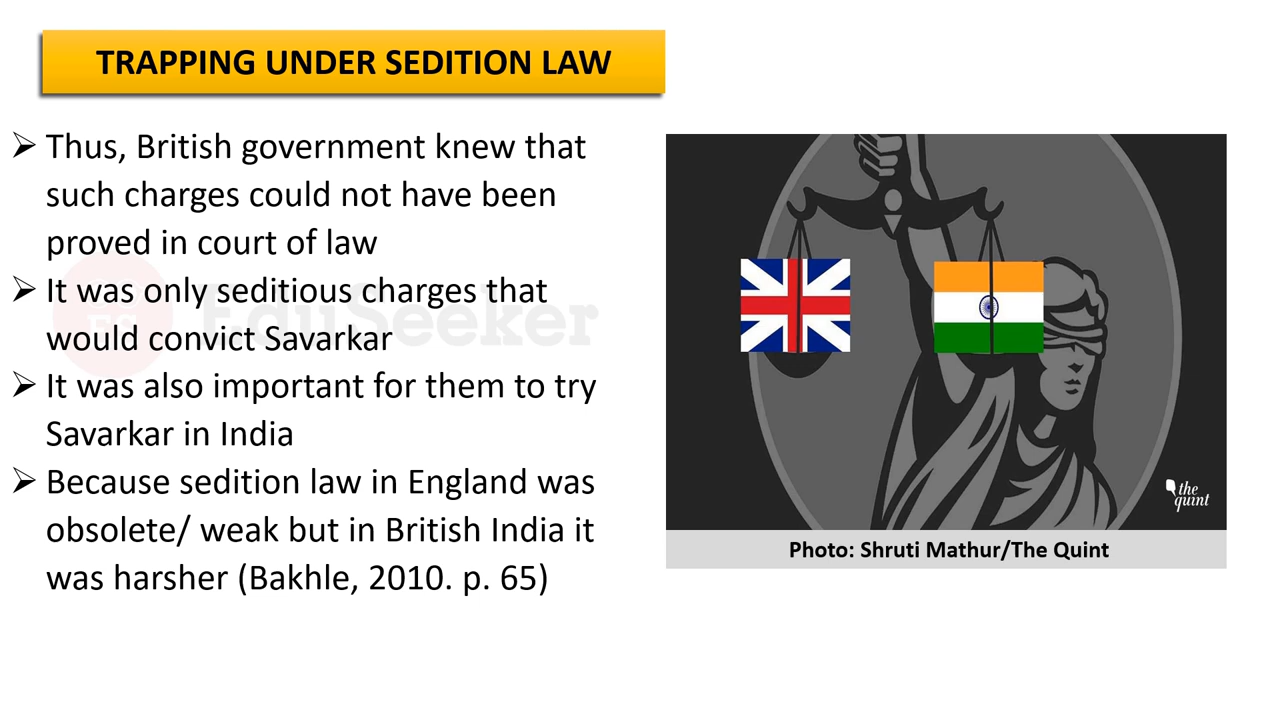 TRAPPING UNDER SEDITION LAW
➢ Thus, British government knew that
such charges could not have been
proved in court of law
➢ It was only seditious charges that
would convict Savarkar
➢ It was also important for them to try
Savarkar in India
➢ Because sedition law in England was
obsolete/ weak but in British India it
was harsher (Bakhle, 2010. p. 65)
EduSeeker
the
quint
Photo: Shruti Mathur/The Quint